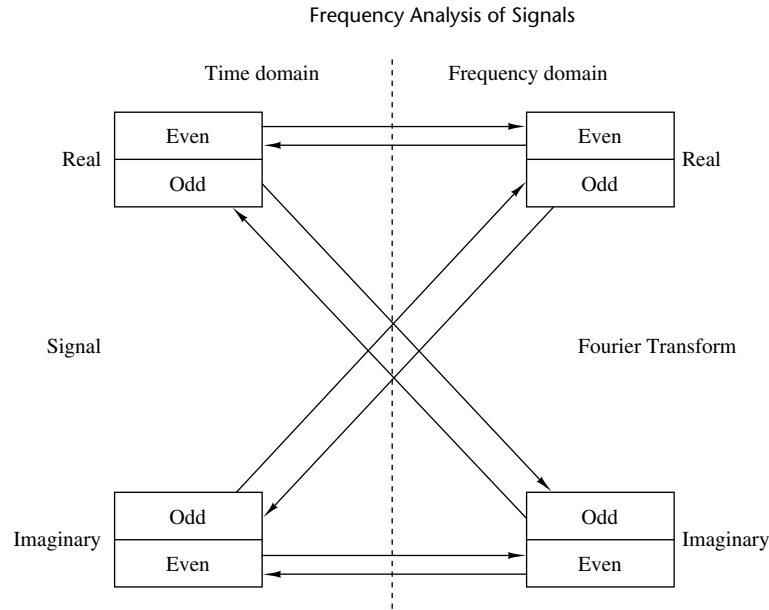 Frequency Analysis of Signals
Time domain
Frequency domain
Even
Even
Real
Real
Odd
Odd
Signal
Fourier Transform
Odd
Odd
Imaginary
Imaginary
Even
Even